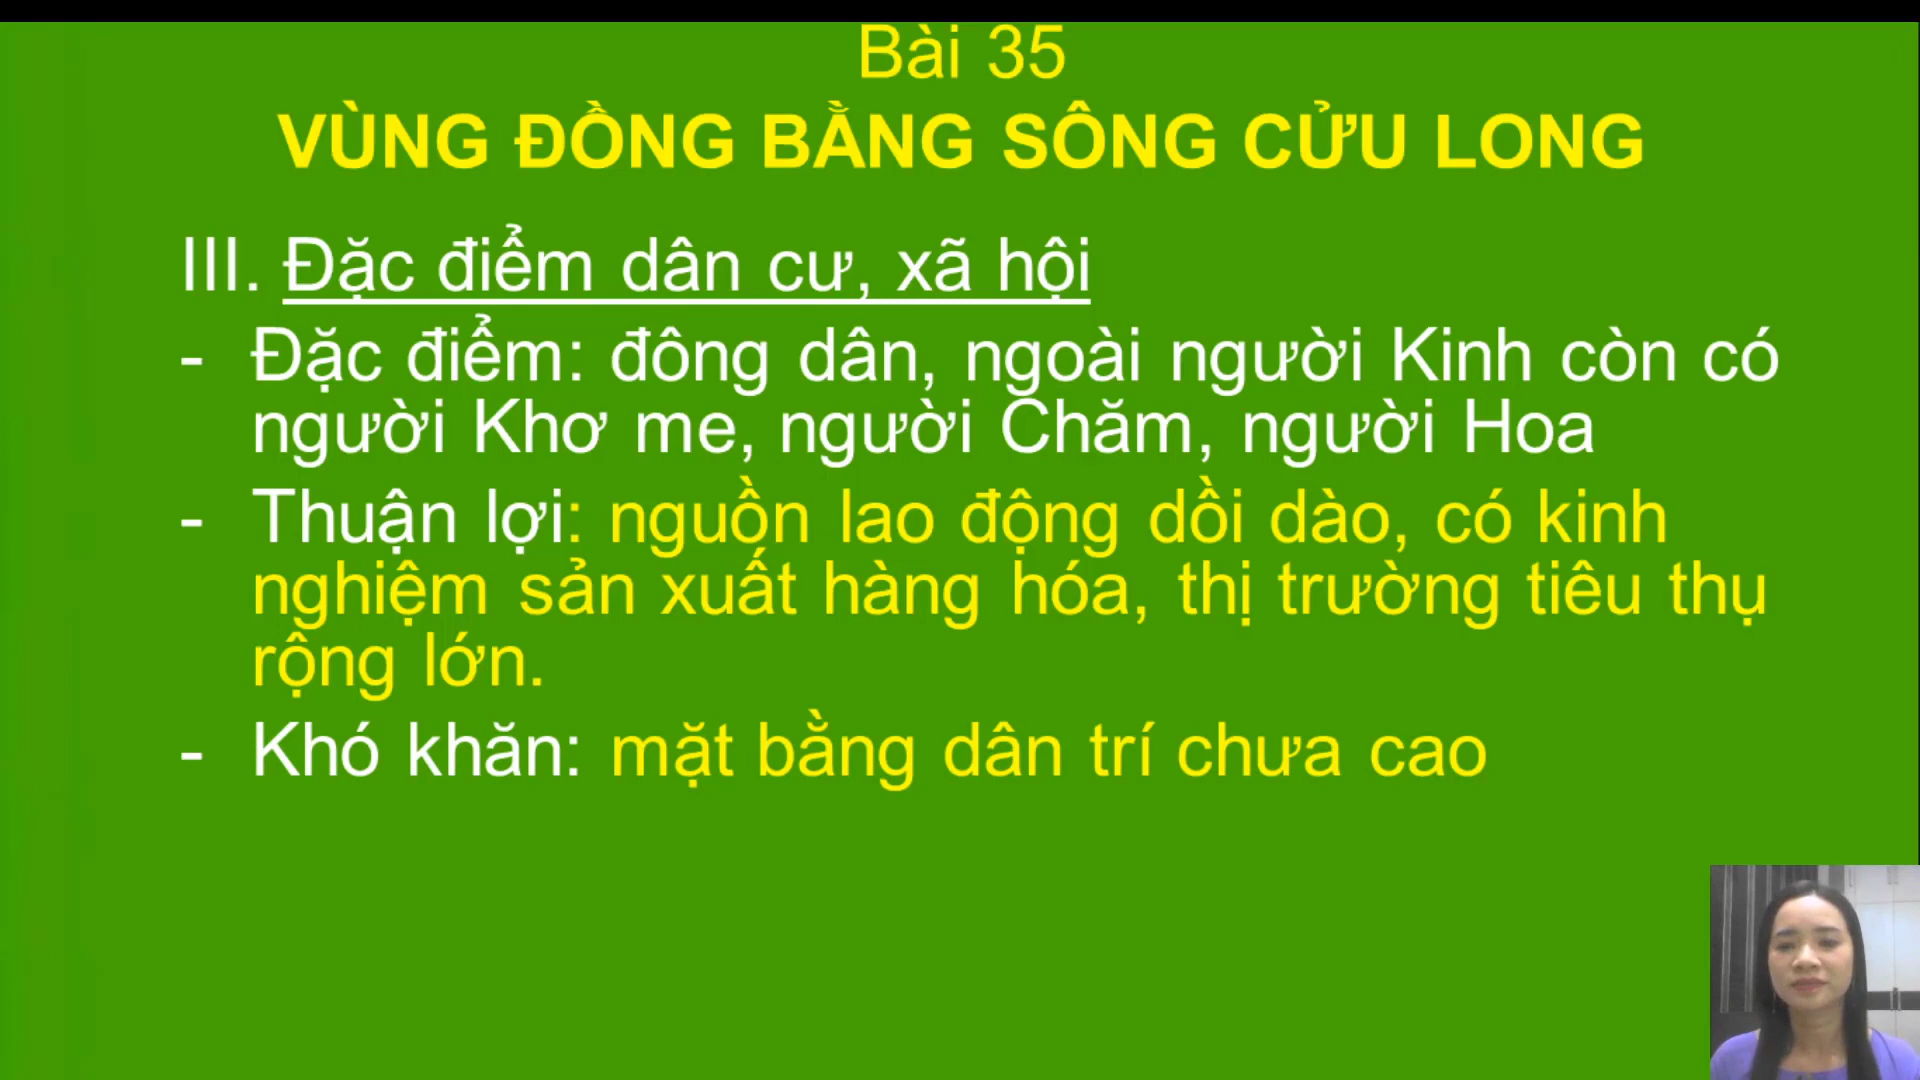 Bài 35
VÙNG ĐỒNG BẰNG SÔNG CỬU LONG
III. Đặc điểm dân cư, xã hội
- Đặc điểm: đông dân, ngoài người Kinh còn có
người Khơ me, người Chăm, người Hoa
- Thuận lợi: nguồn lao động dồi dào, có kinh
nghiệm sản xuất hàng hóa, thị trường tiêu thụ
rộng lớn.
- Khó khăn: mặt bằng dân trí chưa cao